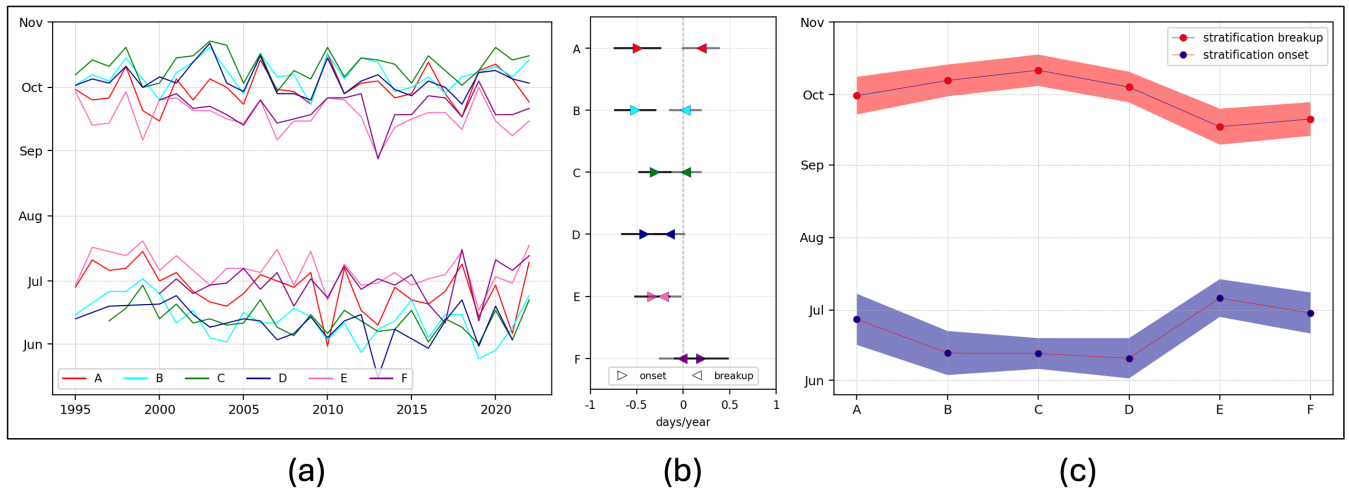 Nov
Oct
Sep
Aug
Jul
Jun
A B C D E F
1995 2000 2005 2010 2015 2020
(a)
A
B
C
D
E
F
onset breakup
-1 -0.5 0 0.5 1
days/year
(b)
Nov
Oct
Sep
Aug
Jul
Jun
stratification breakup
stratification onset
A B C D E F
(c)